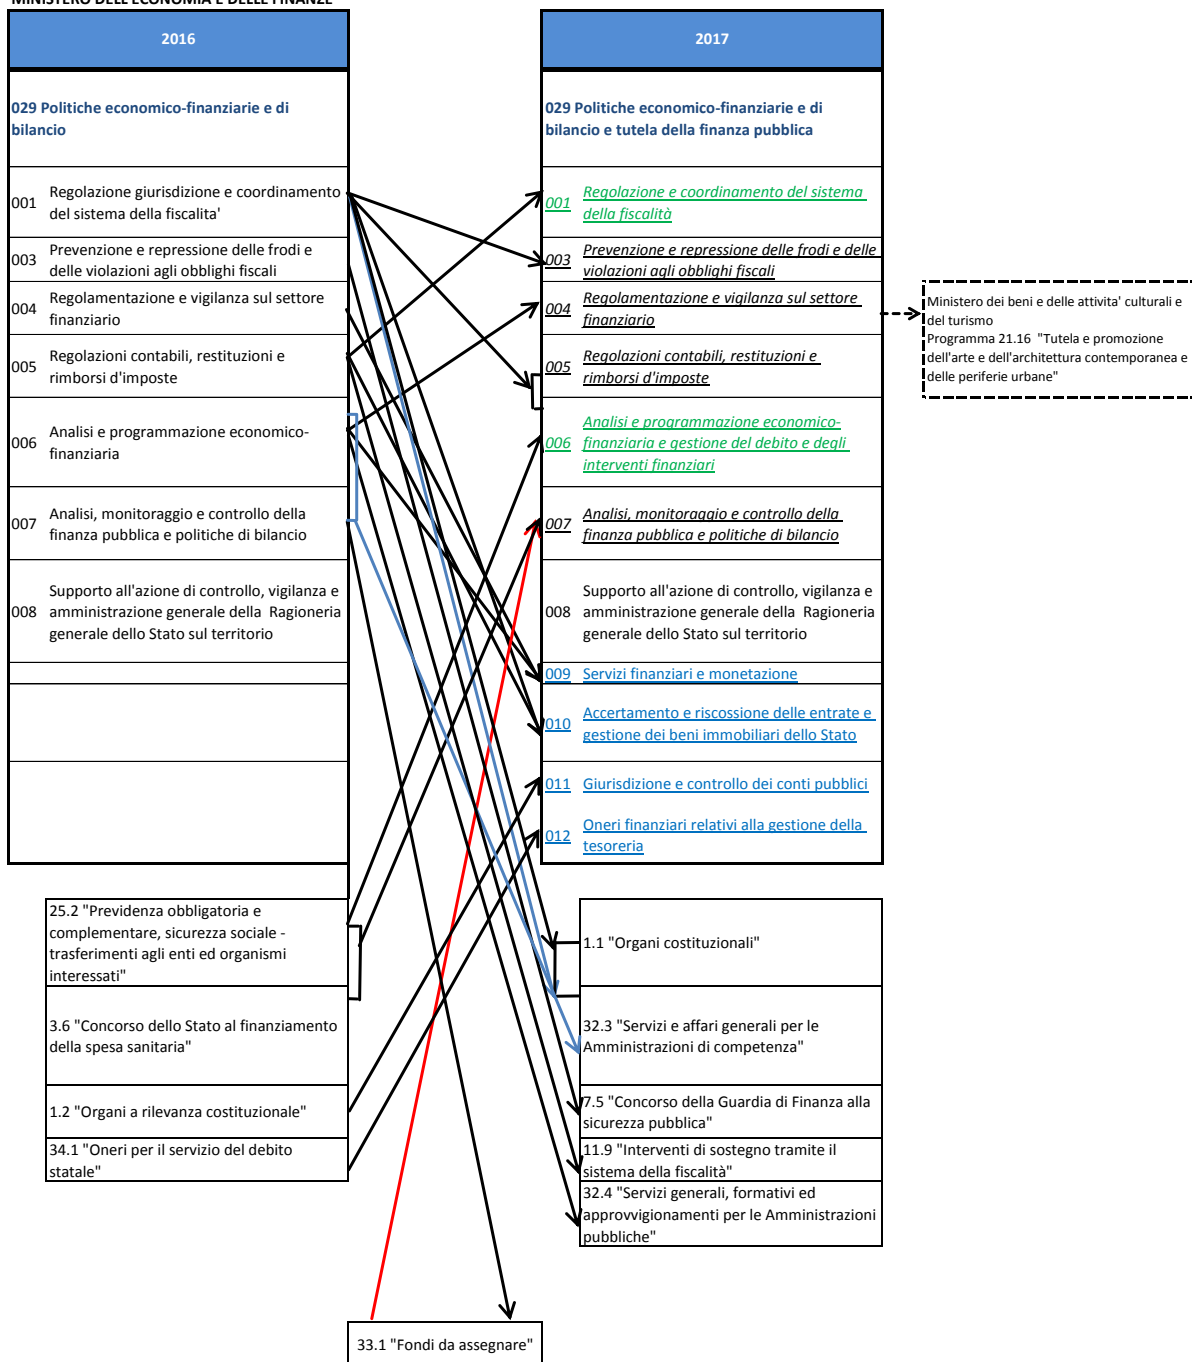 MINISTERO DELL'ECONOMIA E DELLE FINANZE
2016
029 Politiche economico-finanziarie e di
bilancio
001 Regolazione giurisdizione e coordinamento
del sistema della fiscalita'
003 Prevenzione e repressione delle frodi e
delle violazioni agli obblighi fiscali
004 Regolamentazione e vigilanza sul settore
finanziario
005 Regolazioni contabili, restituzioni e
rimborsi d'imposte
006 Analisi e programmazione economico-
finanziaria
007 Analisi, monitoraggio e controllo della
finanza pubblica e politiche di bilancio
008 Supporto all'azione di controllo, vigilanza e
amministrazione generale della Ragioneria
generale dello Stato sul territorio
25.2 "Previdenza obbligatoria e
complementare, sicurezza sociale -
trasferimenti agli enti ed organismi
interessati"
3.6 "Concorso dello Stato al finanziamento
della spesa sanitaria"
1.2 "Organi a rilevanza costituzionale"
34.1 "Oneri per il servizio del debito
statale"
2017
029 Politiche economico-finanziarie e di
bilancio e tutela della finanza pubblica
001 Regolazione e coordinamento del sistema
della fiscalità
003 Prevenzione e repressione delle frodi e delle
violazioni agli obblighi fiscali
004 Regolamentazione e vigilanza sul settore
finanziario
005 Regolazioni contabili, restituzioni e
rimborsi d'imposte
006 Analisi e programmazione economico-
finanziaria e gestione del debito e degli
interventi finanziari
007 Analisi, monitoraggio e controllo della
finanza pubblica e politiche di bilancio
008 Supporto all'azione di controllo, vigilanza e
amministrazione generale della Ragioneria
generale dello Stato sul territorio
009 Servizi finanziari e monetazione
010 Accertamento e riscossione delle entrate e
gestione dei beni immobiliari dello Stato
011 Giurisdizione e controllo dei conti pubblici
012 Oneri finanziari relativi alla gestione della
tesoreria
1.1 "Organi costituzionali"
32.3 "Servizi e affari generali per le
Amministrazioni di competenza"
7.5 "Concorso della Guardia di Finanza alla
sicurezza pubblica"
11.9 "Interventi di sostegno tramite il
sistema della fiscalità"
32.4 "Servizi generali, formativi ed
approvvigionamenti per le Amministrazioni
pubbliche"
Ministero dei beni e delle attivita' culturali e
del turismo
Programma 21.16 "Tutela e promozione
dell'arte e dell'architettura contemporanea e
delle periferie urbane"
33.1 "Fondi da assegnare"